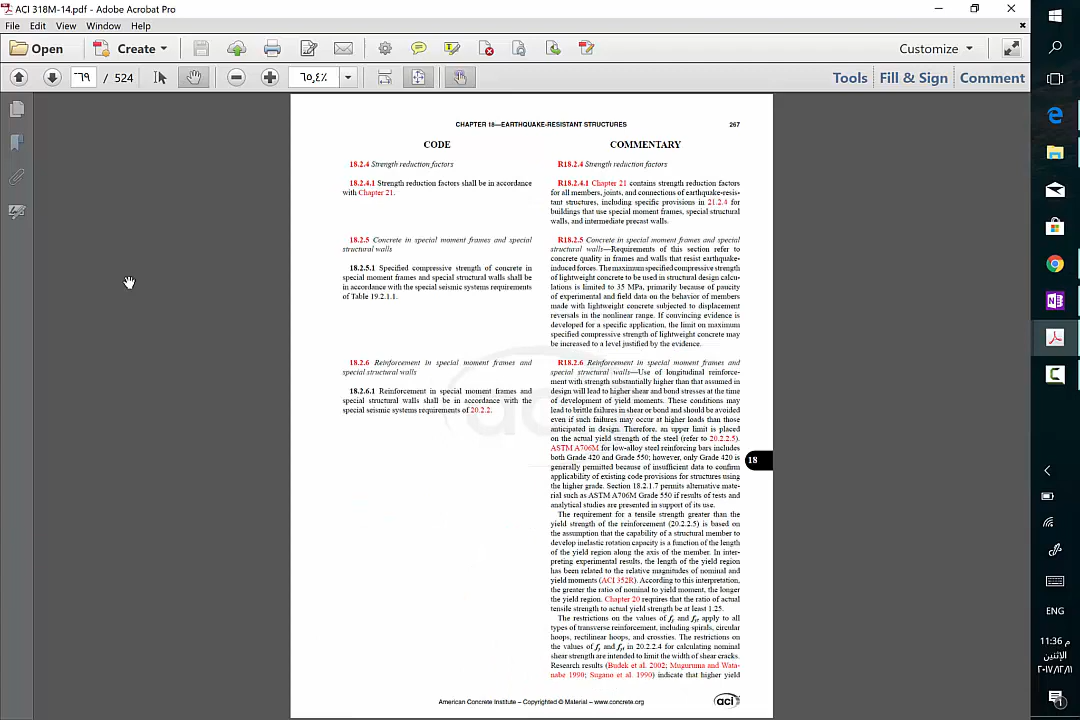 ACI 318M-14.pdf - Adobe Acrobat Pro
File Edit View Window Help
Open Create Customize
/ 524 ٦٥٫٤٪ Tools Fill & Sign Comment
CHAPTER 18—EARTHQUAKE-RESISTANT STRUCTURES 267
CODE
18.2.4 Strength reduction factors
18.2.4.1 Strength reduction factors shall be in accordance
with Chapter 21.
18.2.5 Concrete in special moment frames and special
structural walls
18.2.5.1 Specified compressive strength of concrete in
special moment frames and special structural walls shall be
in accordance with the special seismic systems requirements
of Table 19.2.1.1.
18.2.6 Reinforcement in special moment frames and
special structural walls
18.2.6.1 Reinforcement in special moment frames and
special structural walls shall be in accordance with the
special seismic systems requirements of 20.2.2.
COMMENTARY
R18.2.4 Strength reduction factors
R18.2.4.1 Chapter 21 contains strength reduction factors
for all members, joints, and connections of earthquake-resis-
tant structures, including specific provisions in 21.2.4 for
buildings that use special moment frames, special structural
walls, and intermediate precast walls.
R18.2.5 Concrete in special moment frames and special
structural walls—Requirements of this section refer to
concrete quality in frames and walls that resist earthquake-
induced forces. The maximum specified compressive strength
of lightweight concrete to be used in structural design calcu-
lations is limited to 35 MPa, primarily because of paucity
of experimental and field data on the behavior of members
made with lightweight concrete subjected to displacement
reversals in the nonlinear range. If convincing evidence is
developed for a specific application, the limit on maximum
specified compressive strength of lightweight concrete may
be increased to a level justified by the evidence.
R18.2.6 Reinforcement in special moment frames and
special structural walls—Use of longitudinal reinforce-
ment with strength substantially higher than that assumed in
design will lead to higher shear and bond stresses at the time
of development of yield moments. These conditions may
lead to brittle failures in shear or bond and should be avoided
even if such failures may occur at higher loads than those
anticipated in design. Therefore, an upper limit is placed
on the actual yield strength of the steel (refer to 20.2.2.5).
ASTM A706M for low-alloy steel reinforcing bars includes
both Grade 420 and Grade 550; however, only Grade 420 is
generally permitted because of insufficient data to confirm
applicability of existing code provisions for structures using
the higher grade. Section 18.2.1.7 permits alternative mate-
rial such as ASTM A706M Grade 550 if results of tests and
analytical studies are presented in support of its use.
The requirement for a tensile strength greater than the
yield strength of the reinforcement (20.2.2.5) is based on
the assumption that the capability of a structural member to
develop inelastic rotation capacity is a function of the length
of the yield region along the axis of the member. In inter-
preting experimental results, the length of the yield region
has been related to the relative magnitudes of nominal and
yield moments (ACI 352R). According to this interpretation,
the greater the ratio of nominal to yield moment, the longer
the yield region. Chapter 20 requires that the ratio of actual
tensile strength to actual yield strength be at least 1.25.
The restrictions on the values of fy and fyt apply to all
types of transverse reinforcement, including spirals, circular
hoops, rectilinear hoops, and crossties. The restrictions on
the values of fy and fyt in 20.2.2.4 for calculating nominal
shear strength are intended to limit the width of shear cracks.
Research results (Budek et al. 2002; Muguruma and Wata-
nabe 1990; Sugano et al. 1990) indicate that higher yield
18
American Concrete Institute – Copyrighted © Material – www.concrete.org
aci
ENG
11:36 م
الإثنين
٢٠١٧/١٢/١١
1